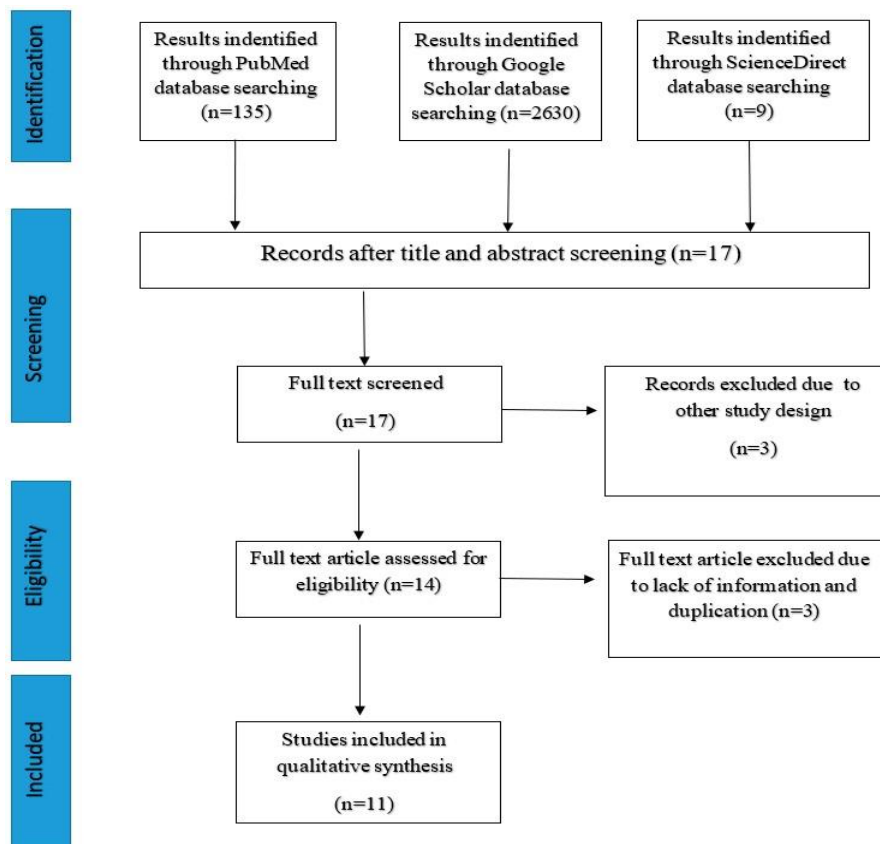 Identification
Results indentified
through PubMed
database searching
(n=135)
Results indentified
through Google
Scholar database
searching (n=2630)
Results indentified
through ScienceDirect
database searching
(n=9)
Screening
Records after title and abstract screening (n=17)
Full text screened
(n=17)
Records excluded due to
other study design
(n=3)
Eligibility
Full text article assessed for
eligibility (n=14)
Full text article excluded due
to lack of information and
duplication (n=3)
Included
Studies included in
qualitative synthesis
(n=11)